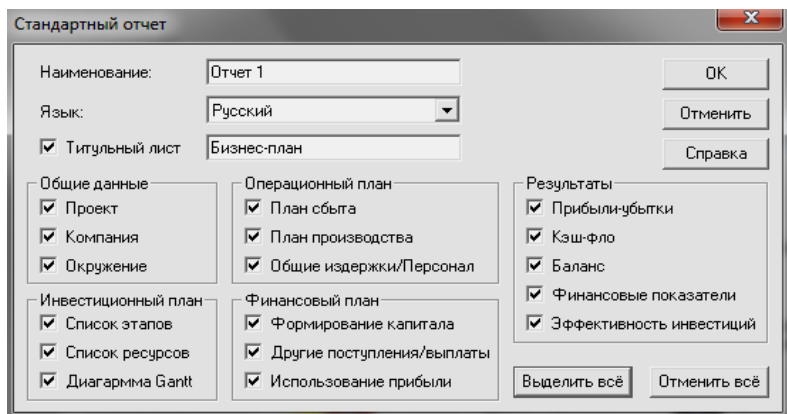 Стандартный отчет
Наименование:
Отчет 1
OK
Язык:
Русский
Отменить
Титульный лист
Бизнес-план
Справка
Общие данные
Проект
Компания
Окружение
Операционный план
План сбыта
План производства
Общие издержки/Персонал
Результаты
Прибыли-убытки
Кэш-фло
Баланс
Финансовые показатели
Эффективность инвестиций
Инвестиционный план
Список этапов
Список ресурсов
Диагармма Gantt
Финансовый план
Формирование капитала
Другие поступления/выплаты
Использование прибыли
Выделить всё
Отменить всё